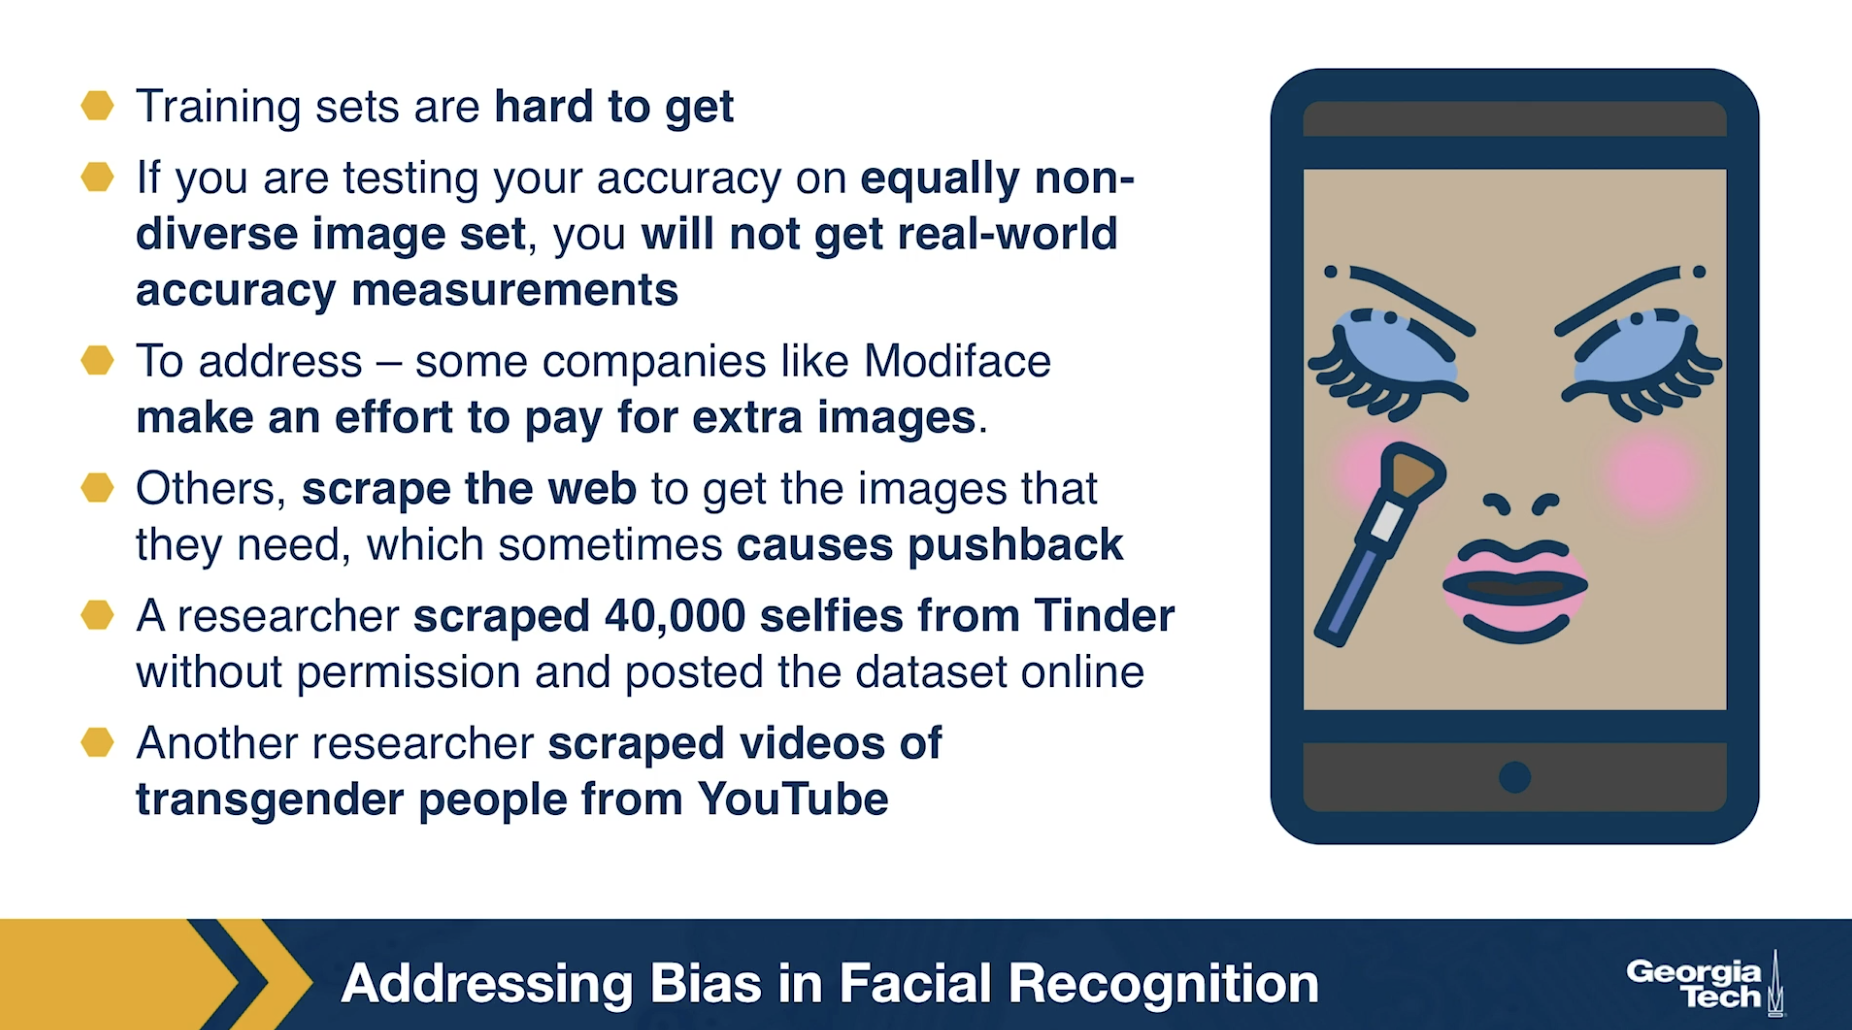 Training sets are hard to get
If you are testing your accuracy on equally non-
diverse image set, you will not get real-world
accuracy measurements
To address – some companies like Modiface
make an effort to pay for extra images.
Others, scrape the web to get the images that
they need, which sometimes causes pushback
A researcher scraped 40,000 selfies from Tinder
without permission and posted the dataset online
Another researcher scraped videos of
transgender people from YouTube
Addressing Bias in Facial Recognition
Georgia
Tech